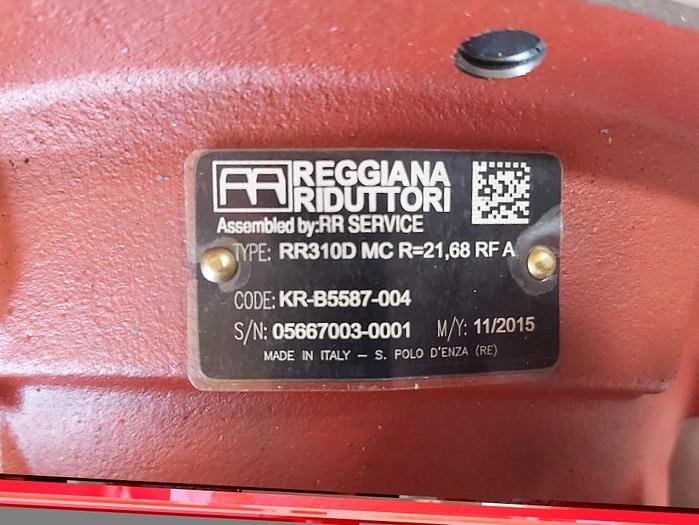 REGGIANA
RIDUTTORI
Assembled by:RR SERVICE
TYPE: RR310D MC R=21,68 RF A
CODE: KR-B5587-004
S/N: 05667003-0001 M/Y: 11/2015
MADE IN ITALY – S. POLO D'ENZA (RE)